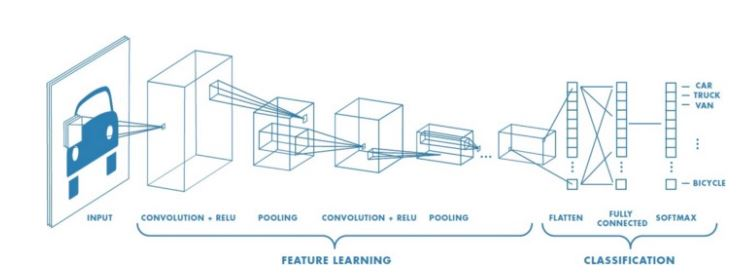 CAR
TRUCK
VAN
BICYCLE
INPUT
CONVOLUTION + RELU
POOLING
CONVOLUTION + RELU
POOLING
FLATTEN
FULLY
CONNECTED
SOFTMAX
FEATURE LEARNING
CLASSIFICATION